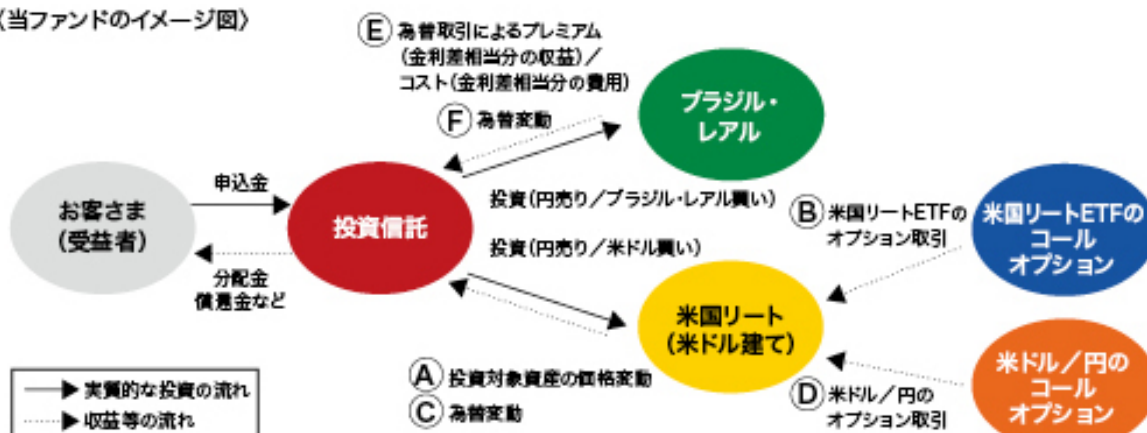 〈当ファンドのイメージ図〉
Ⓔ 為替取引によるプレミアム
(金利差相当分の収益)／
コスト(金利差相当分の費用)
Ⓕ 為替変動
ブラジル・
レアル
申込金
お客さま
(受益者)
投資信託
分配金
償還金など
投資(円売り／ブラジル・レアル買い)
投資(円売り／米ドル買い)
Ⓑ 米国リートETFの
オプション取引
米国リートETFの
コール
オプション
米国リート
(米ドル建て)
Ⓐ 投資対象資産の価格変動
Ⓒ 為替変動
Ⓓ 米ドル／円の
オプション取引
米ドル／円の
コール
オプション
実質的な投資の流れ
収益等の流れ